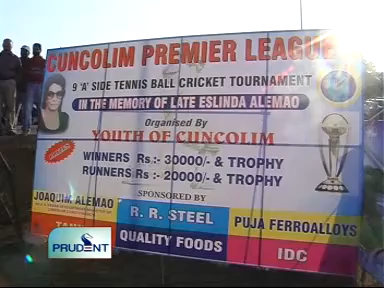 CUNCOLIM PREMIER LEAGUE
9 'A' SIDE TENNIS BALL CRICKET TOURNAMENT
IN THE MEMORY OF LATE ESLINDA ALEMAO
Organised By
YOUTH OF CUNCOLIM
WINNERS Rs:- 30000/- & TROPHY
RUNNERS Rs:- 20000/- & TROPHY
SPONSORED BY
JOAQUIM ALEMAO
R. R. STEEL
PUJA FERROALLOYS
QUALITY FOODS
IDC
PRUDENT